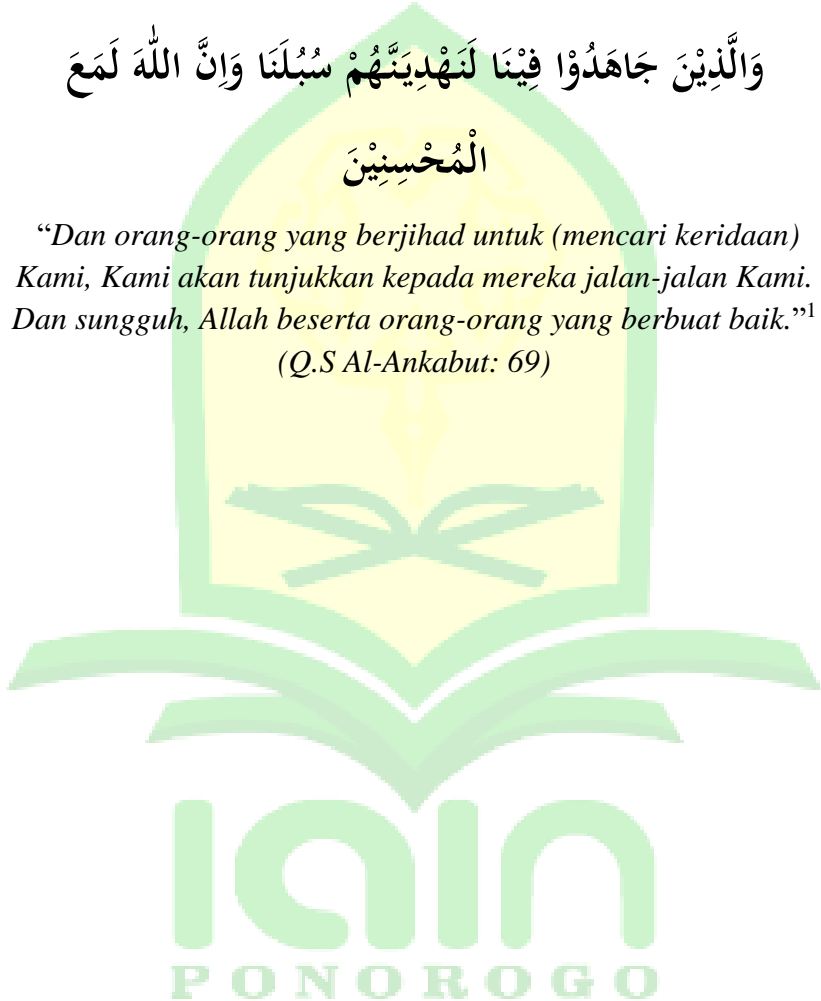 وَالَّذِيْنَ جَاهَدُوْا فِيْنَا لَنَهْدِيَنَّهُمْ سُبُلَنَا وَاِنَّ اللّٰهَ لَمَعَ
الْمُحْسِنِيْنَ
“Dan orang-orang yang berjihad untuk (mencari keridaan)
Kami, Kami akan tunjukkan kepada mereka jalan-jalan Kami.
Dan sungguh, Allah beserta orang-orang yang berbuat baik.”1
(Q.S Al-Ankabut: 69)
iain
PONOROGO